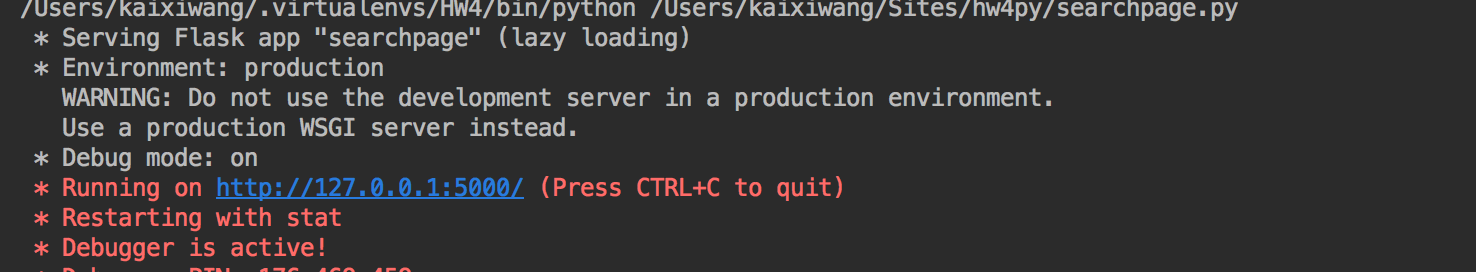 /Users/kaixiwang/.virtualenvs/HW4/bin/python /Users/kaixiwang/Sites/hw4py/searchpage.py
* Serving Flask app "searchpage" (lazy loading)
* Environment: production
WARNING: Do not use the development server in a production environment.
Use a production WSGI server instead.
* Debug mode: on
* Running on http://127.0.0.1:5000/ (Press CTRL+C to quit)
* Restarting with stat
* Debugger is active!
* Debugger PIN: